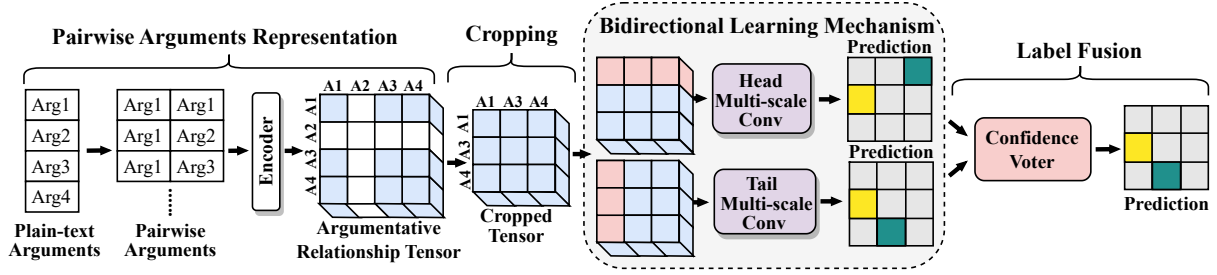 Pairwise Arguments Representation
Arg1
Arg2
Arg3
Arg4
Plain-text
Arguments
Arg1 Arg1
Arg1 Arg2
Arg1 Arg3
Pairwise
Arguments
Encoder
A1 A2 A3 A4
A1
A2
A3
A4
Argumentative
Relationship Tensor
Cropping
A1 A3 A4
A1
A3
A4
Cropped
Tensor
Bidirectional Learning Mechanism
Head
Multi-scale
Conv
Prediction
Tail
Multi-scale
Conv
Prediction
Label Fusion
Confidence
Voter
Prediction